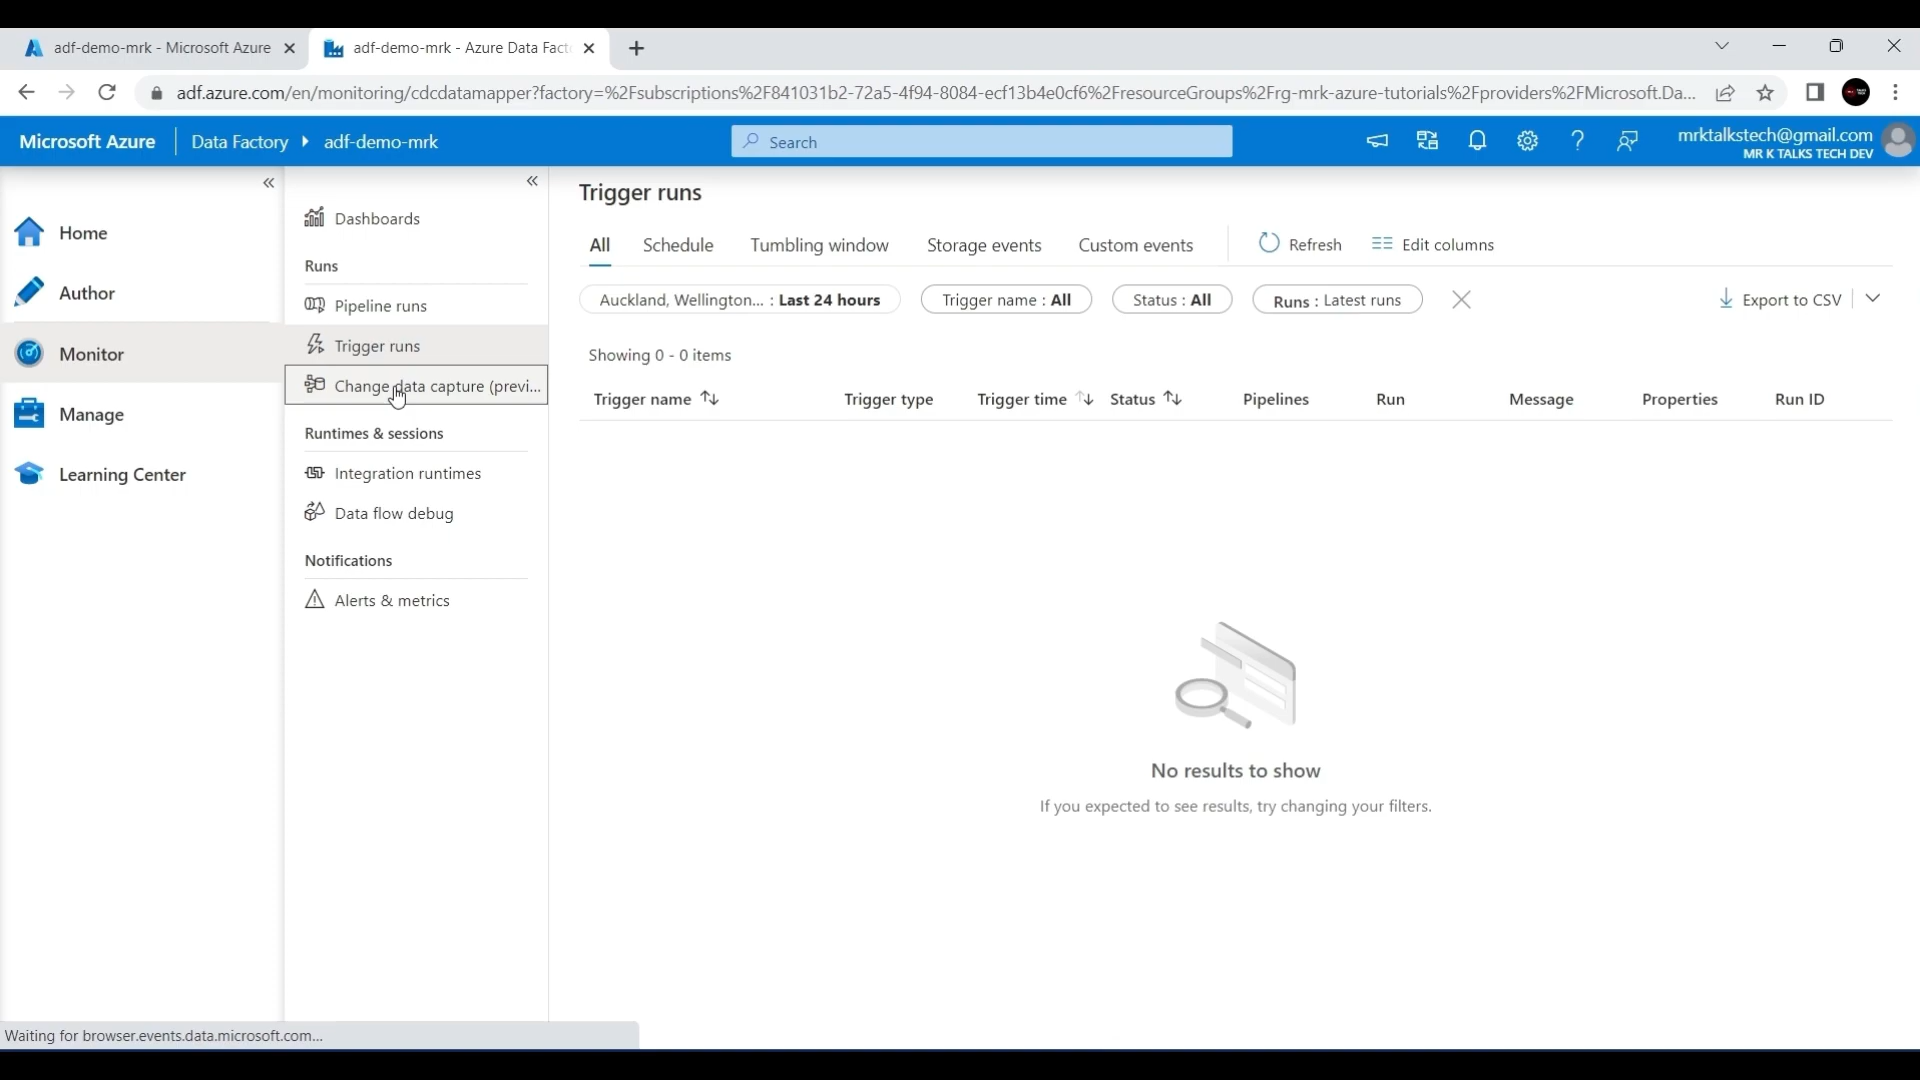 adf-demo-mrk - Microsoft Azure
adf-demo-mrk - Azure Data Fact
adf.azure.com/en/monitoring/cdcdatamapper?factory=%2Fsubscriptions%2F841031b2-72a5-4f94-8084-ecf13b4e0cf6%2FresourceGroups%2Frg-mrk-azure-tutorials%2Fproviders%2FMicrosoft.Da...
Microsoft Azure
Data Factory
adf-demo-mrk
Search
mrktalkstech@gmail.com
MR K TALKS TECH DEV
Home
Author
Monitor
Manage
Learning Center
Dashboards
Runs
Pipeline runs
Trigger runs
Change data capture (previ...
Runtimes & sessions
Integration runtimes
Data flow debug
Notifications
Alerts & metrics
Trigger runs
All Schedule Tumbling window Storage events Custom events Refresh Edit columns
Auckland, Wellington... : Last 24 hours Trigger name : All Status : All Runs : Latest runs Export to CSV
Showing 0 - 0 items
Trigger name Trigger type Trigger time Status Pipelines Run Message Properties Run ID
No results to show
If you expected to see results, try changing your filters.
Waiting for browser.events.data.microsoft.com...